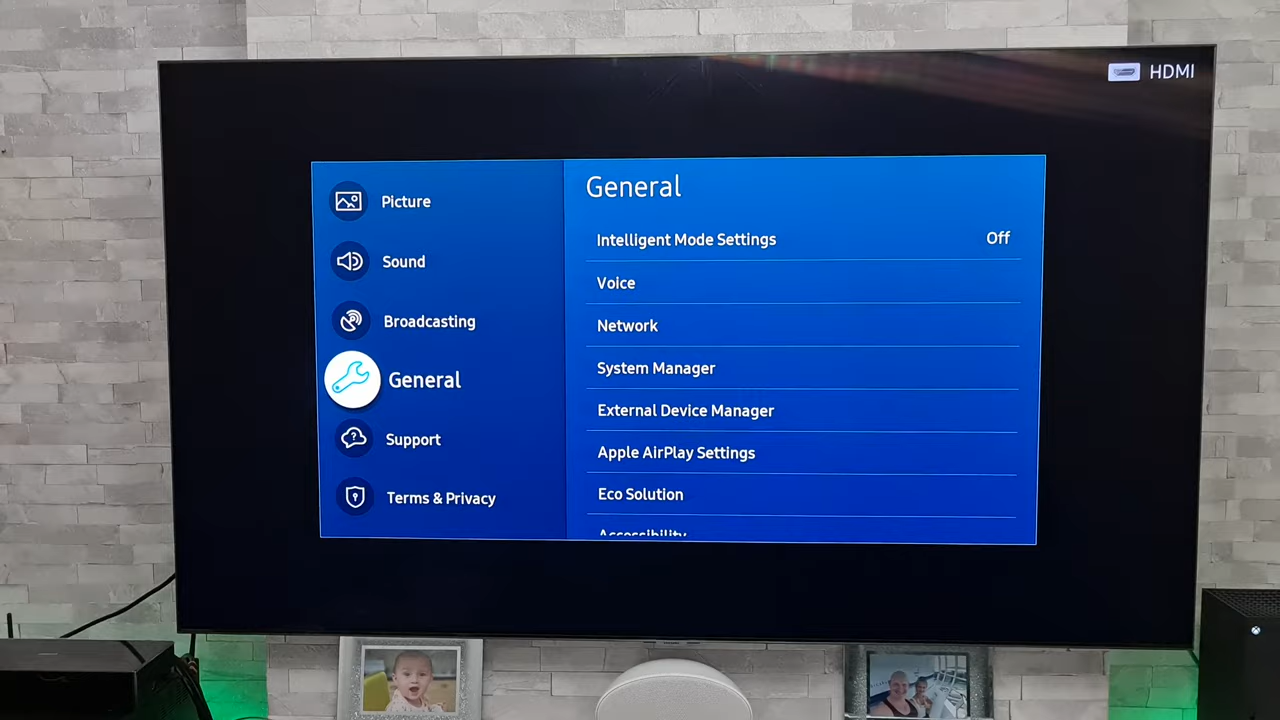 HDMI
Picture
Sound
Broadcasting
General
Support
Terms & Privacy
General
Intelligent Mode Settings Off
Voice
Network
System Manager
External Device Manager
Apple AirPlay Settings
Eco Solution
Accessibility